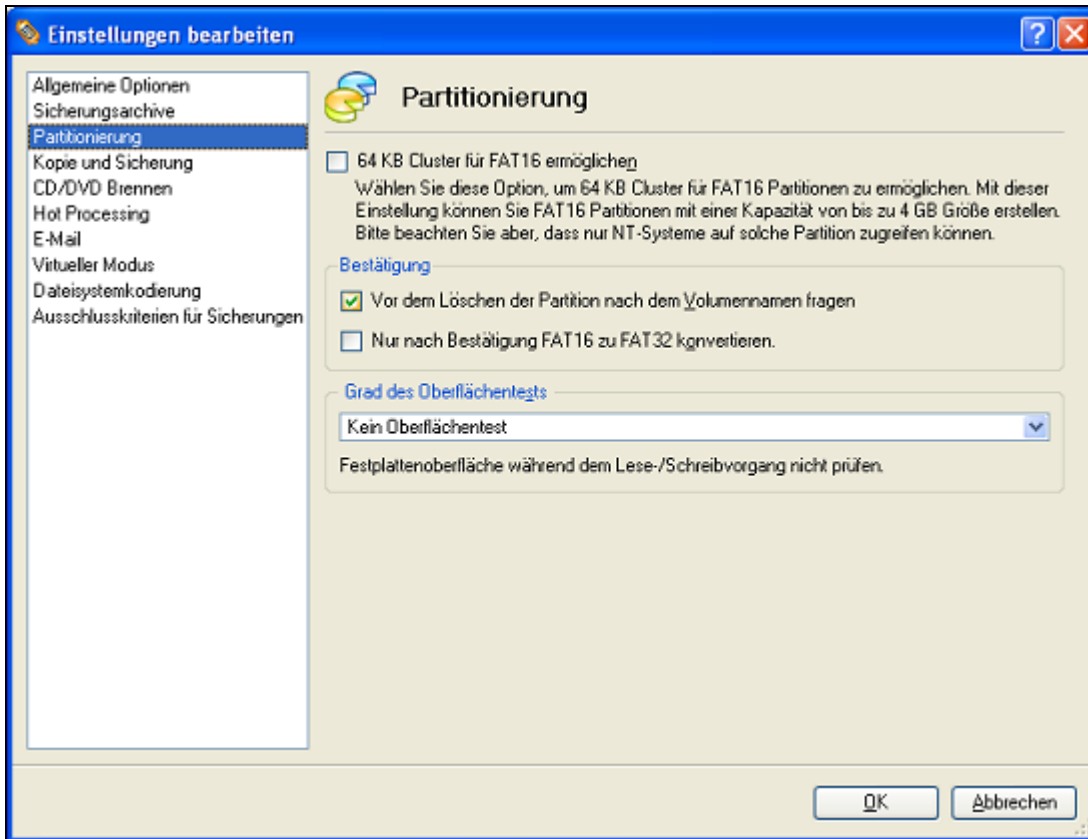 Einstellungen bearbeiten
Allgemeine Optionen
Sicherungsarchive
Partitionierung
Kopie und Sicherung
CD/DVD Brennen
Hot Processing
E-Mail
Virtueller Modus
Dateisystemkodierung
Ausschlusskriterien für Sicherungen
Partitionierung
64 KB Cluster für FAT16 ermöglichen
Wählen Sie diese Option, um 64 KB Cluster für FAT16 Partitionen zu ermöglichen. Mit dieser
Einstellung können Sie FAT16 Partitionen mit einer Kapazität von bis zu 4 GB Größe erstellen.
Bitte beachten Sie aber, dass nur NT-Systeme auf solche Partition zugreifen können.
Bestätigung
Vor dem Löschen der Partition nach dem Volumennamen fragen
Nur nach Bestätigung FAT16 zu FAT32 konvertieren.
Grad des Oberflächentests
Kein Oberflächentest
Festplattenoberfläche während dem Lese-/Schreibvorgang nicht prüfen.
OK
Abbrechen